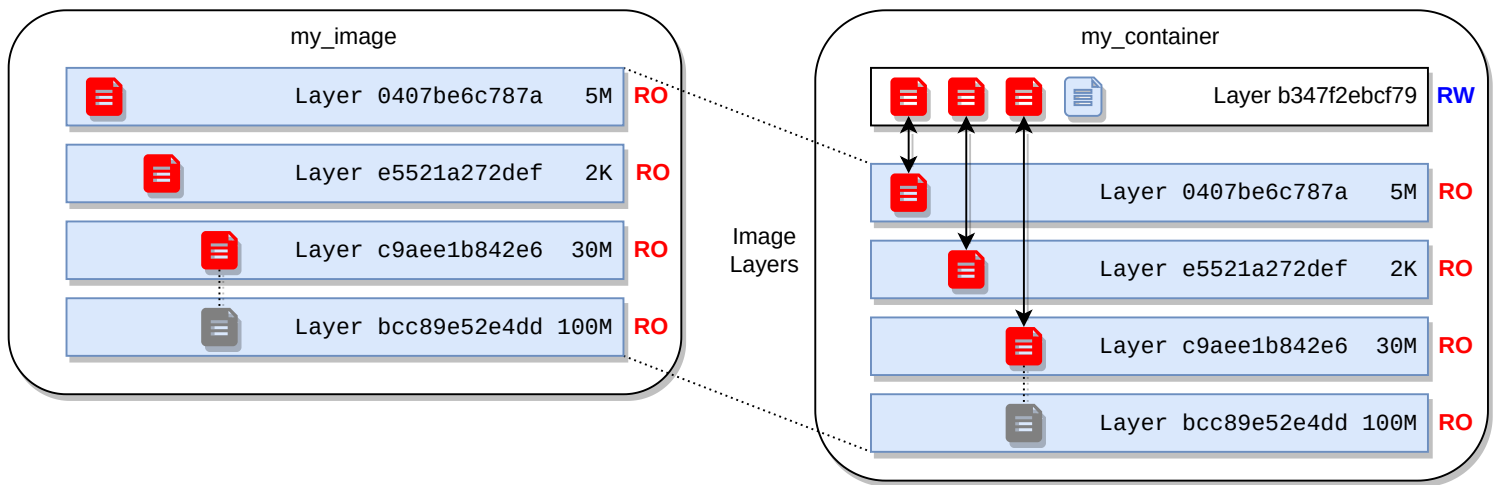 my_image
Layer 0407be6c787a 5M RO
Layer e5521a272def 2K RO
Layer c9aee1b842e6 30M RO
Layer bcc89e52e4dd 100M RO
Image
Layers
my_container
Layer b347f2ebcf79 RW
Layer 0407be6c787a 5M RO
Layer e5521a272def 2K RO
Layer c9aee1b842e6 30M RO
Layer bcc89e52e4dd 100M RO